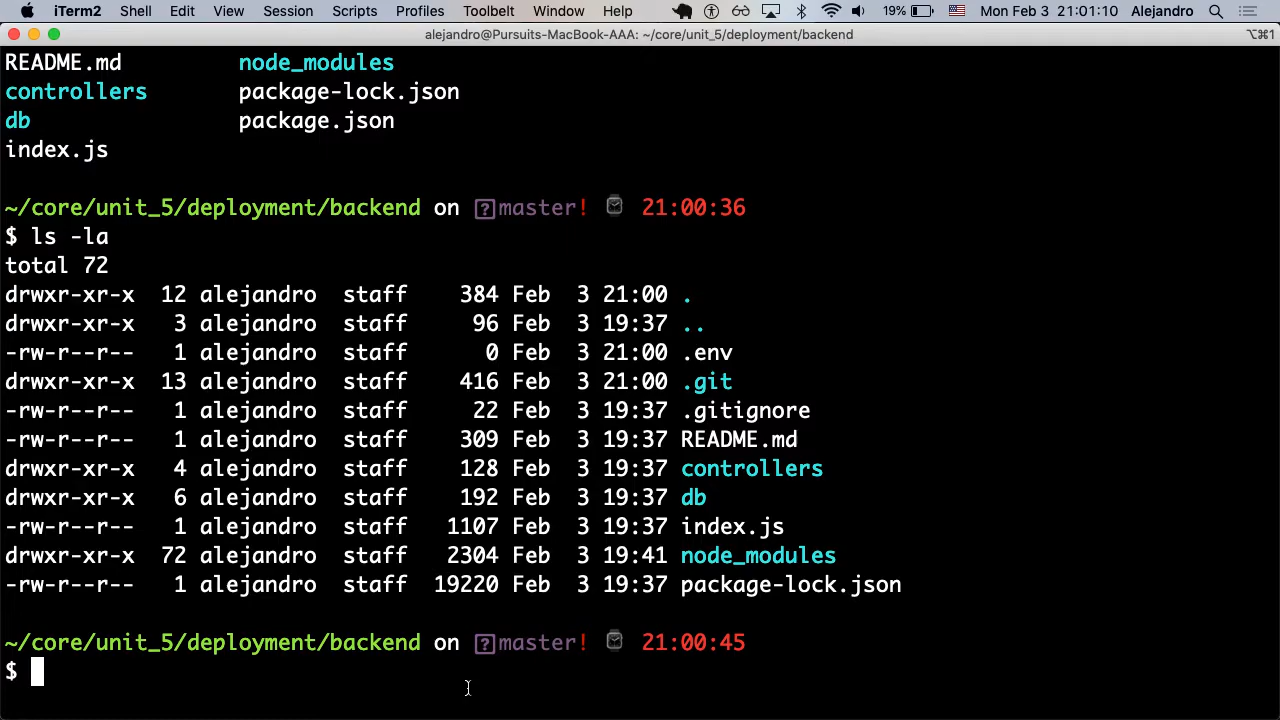 iTerm2 Shell Edit View Session Scripts Profiles Toolbelt Window Help 19% Mon Feb 3 21:01:10 Alejandro
alejandro@Pursuits-MacBook-AAA: ~/core/unit_5/deployment/backend ⌥⌘1
README.md node_modules
controllers package-lock.json
db package.json
index.js
~/core/unit_5/deployment/backend on ?master! 21:00:36
$ ls -la
total 72
drwxr-xr-x 12 alejandro staff 384 Feb 3 21:00 .
drwxr-xr-x 3 alejandro staff 96 Feb 3 19:37 ..
-rw-r--r-- 1 alejandro staff 0 Feb 3 21:00 .env
drwxr-xr-x 13 alejandro staff 416 Feb 3 21:00 .git
-rw-r--r-- 1 alejandro staff 22 Feb 3 19:37 .gitignore
-rw-r--r-- 1 alejandro staff 309 Feb 3 19:37 README.md
drwxr-xr-x 4 alejandro staff 128 Feb 3 19:37 controllers
drwxr-xr-x 6 alejandro staff 192 Feb 3 19:37 db
-rw-r--r-- 1 alejandro staff 1107 Feb 3 19:37 index.js
drwxr-xr-x 72 alejandro staff 2304 Feb 3 19:41 node_modules
-rw-r--r-- 1 alejandro staff 19220 Feb 3 19:37 package-lock.json
~/core/unit_5/deployment/backend on ?master! 21:00:45
$